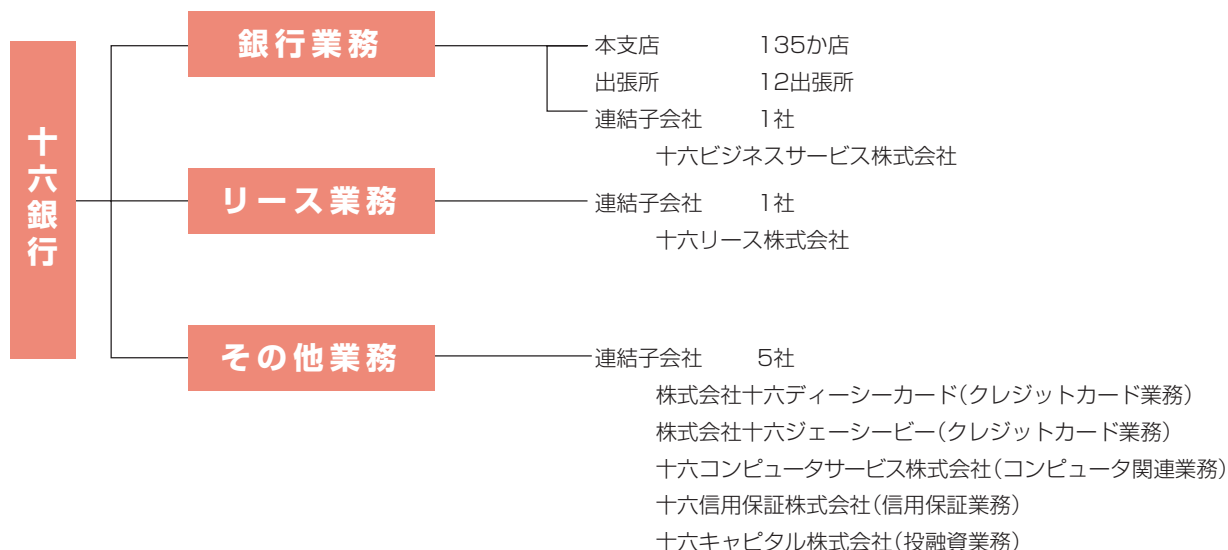 十六銀行
銀行業務
本支店 135か店
出張所 12出張所
連結子会社 1社
十六ビジネスサービス株式会社
リース業務
連結子会社 1社
十六リース株式会社
その他業務
連結子会社 5社
株式会社十六ディーシーカード(クレジットカード業務)
株式会社十六ジェーシービー(クレジットカード業務)
十六コンピュータサービス株式会社(コンピュータ関連業務)
十六信用保証株式会社(信用保証業務)
十六キャピタル株式会社(投融資業務)